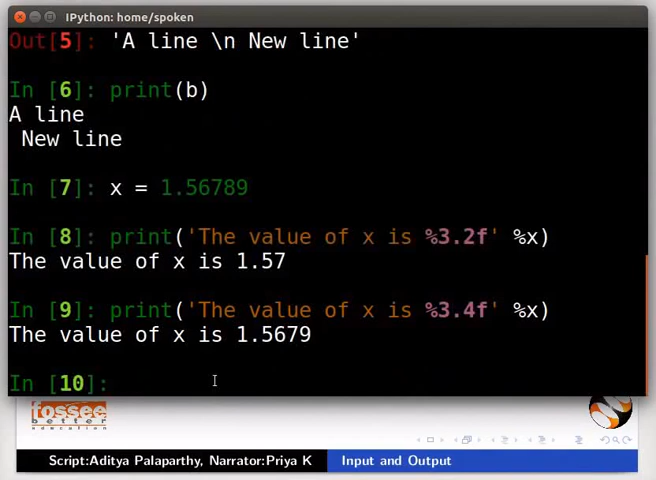 IPython: home/spoken
Out[5]: 'A line \n New line'
In [6]: print(b)
A line
 New line
In [7]: x = 1.56789
In [8]: print('The value of x is %3.2f' %x)
The value of x is 1.57
In [9]: print('The value of x is %3.4f' %x)
The value of x is 1.5679
In [10]:
fossee
better
education
Script:Aditya Palaparthy, Narrator:Priya K
Input and Output